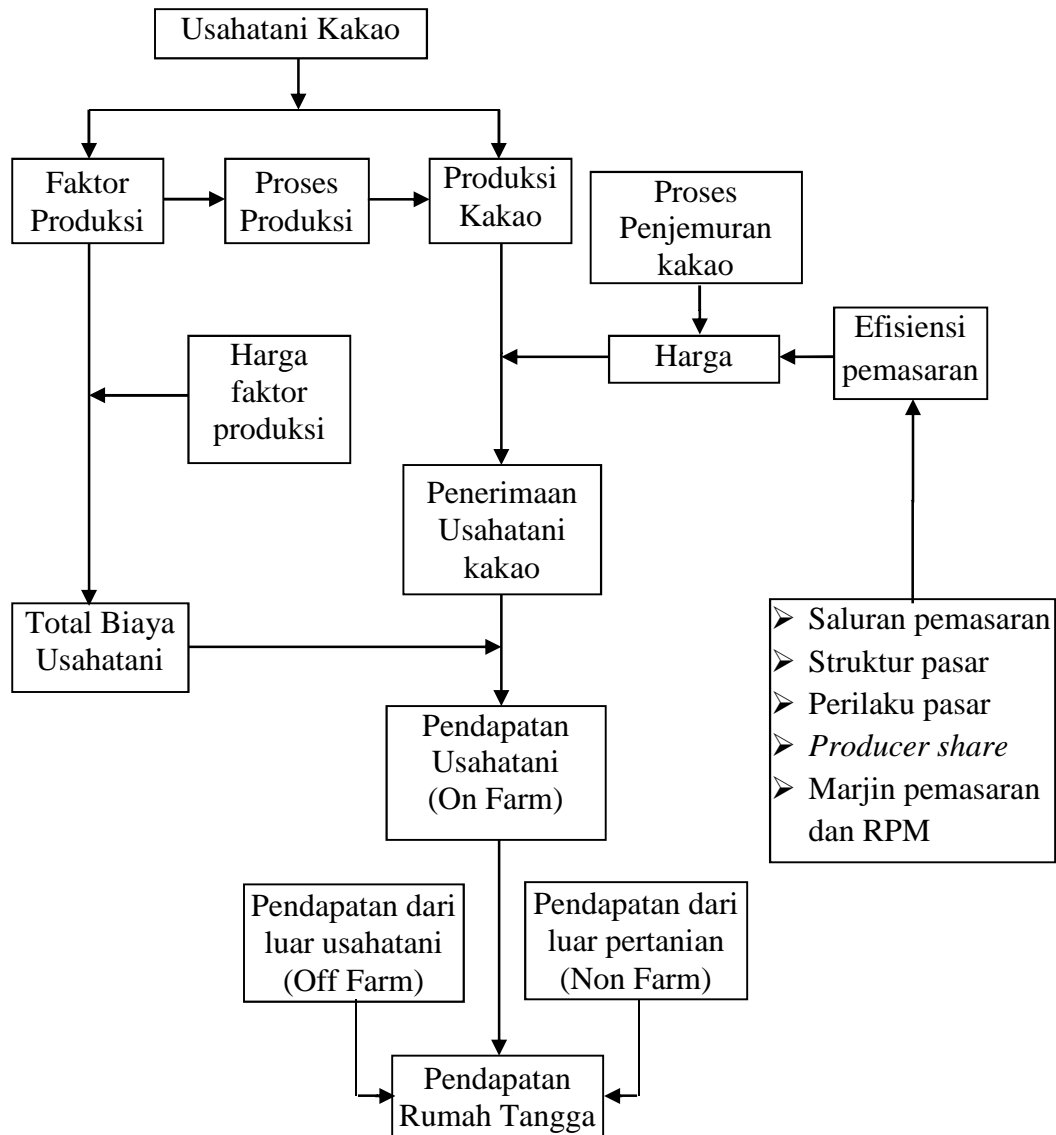 Usahatani Kakao
Faktor
Produksi
Proses
Produksi
Produksi
Kakao
Proses
Penjemuran
kakao
Harga
Efisiensi
pemasaran
Harga
faktor
produksi
Penerimaan
Usahatani
kakao
Total Biaya
Usahatani
➢ Saluran pemasaran
➢ Struktur pasar
➢ Perilaku pasar
➢ Producer share
➢ Marjin pemasaran
dan RPM
Pendapatan
Usahatani
(On Farm)
Pendapatan dari
luar usahatani
(Off Farm)
Pendapatan dari
luar pertanian
(Non Farm)
Pendapatan
Rumah Tangga